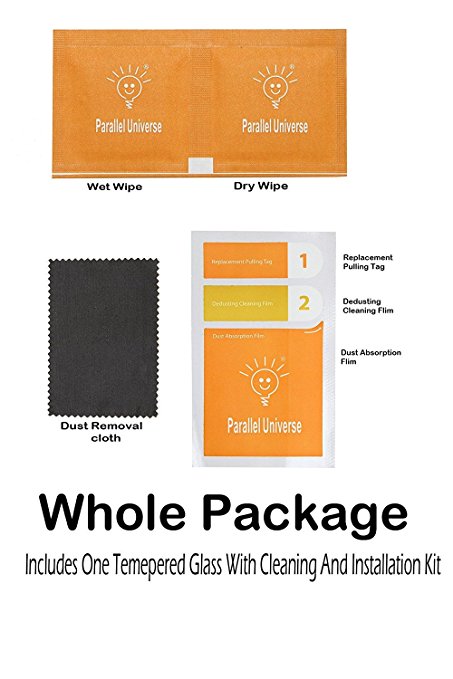 ®
®
Parallel Universe
Parallel Universe
Wet Wipe
Dry Wipe
Replacement Pulling Tag
1
Replacement
Pulling Tag
Dedusting Cleaning Flim
2
Dedusting
Cleaning Flim
Dust Absorption Flim
Dust Absorption
Flim
®
Parallel Universe
Dust Removal
cloth
Whole Package
Includes One Temepered Glass With Cleaning And Installation Kit